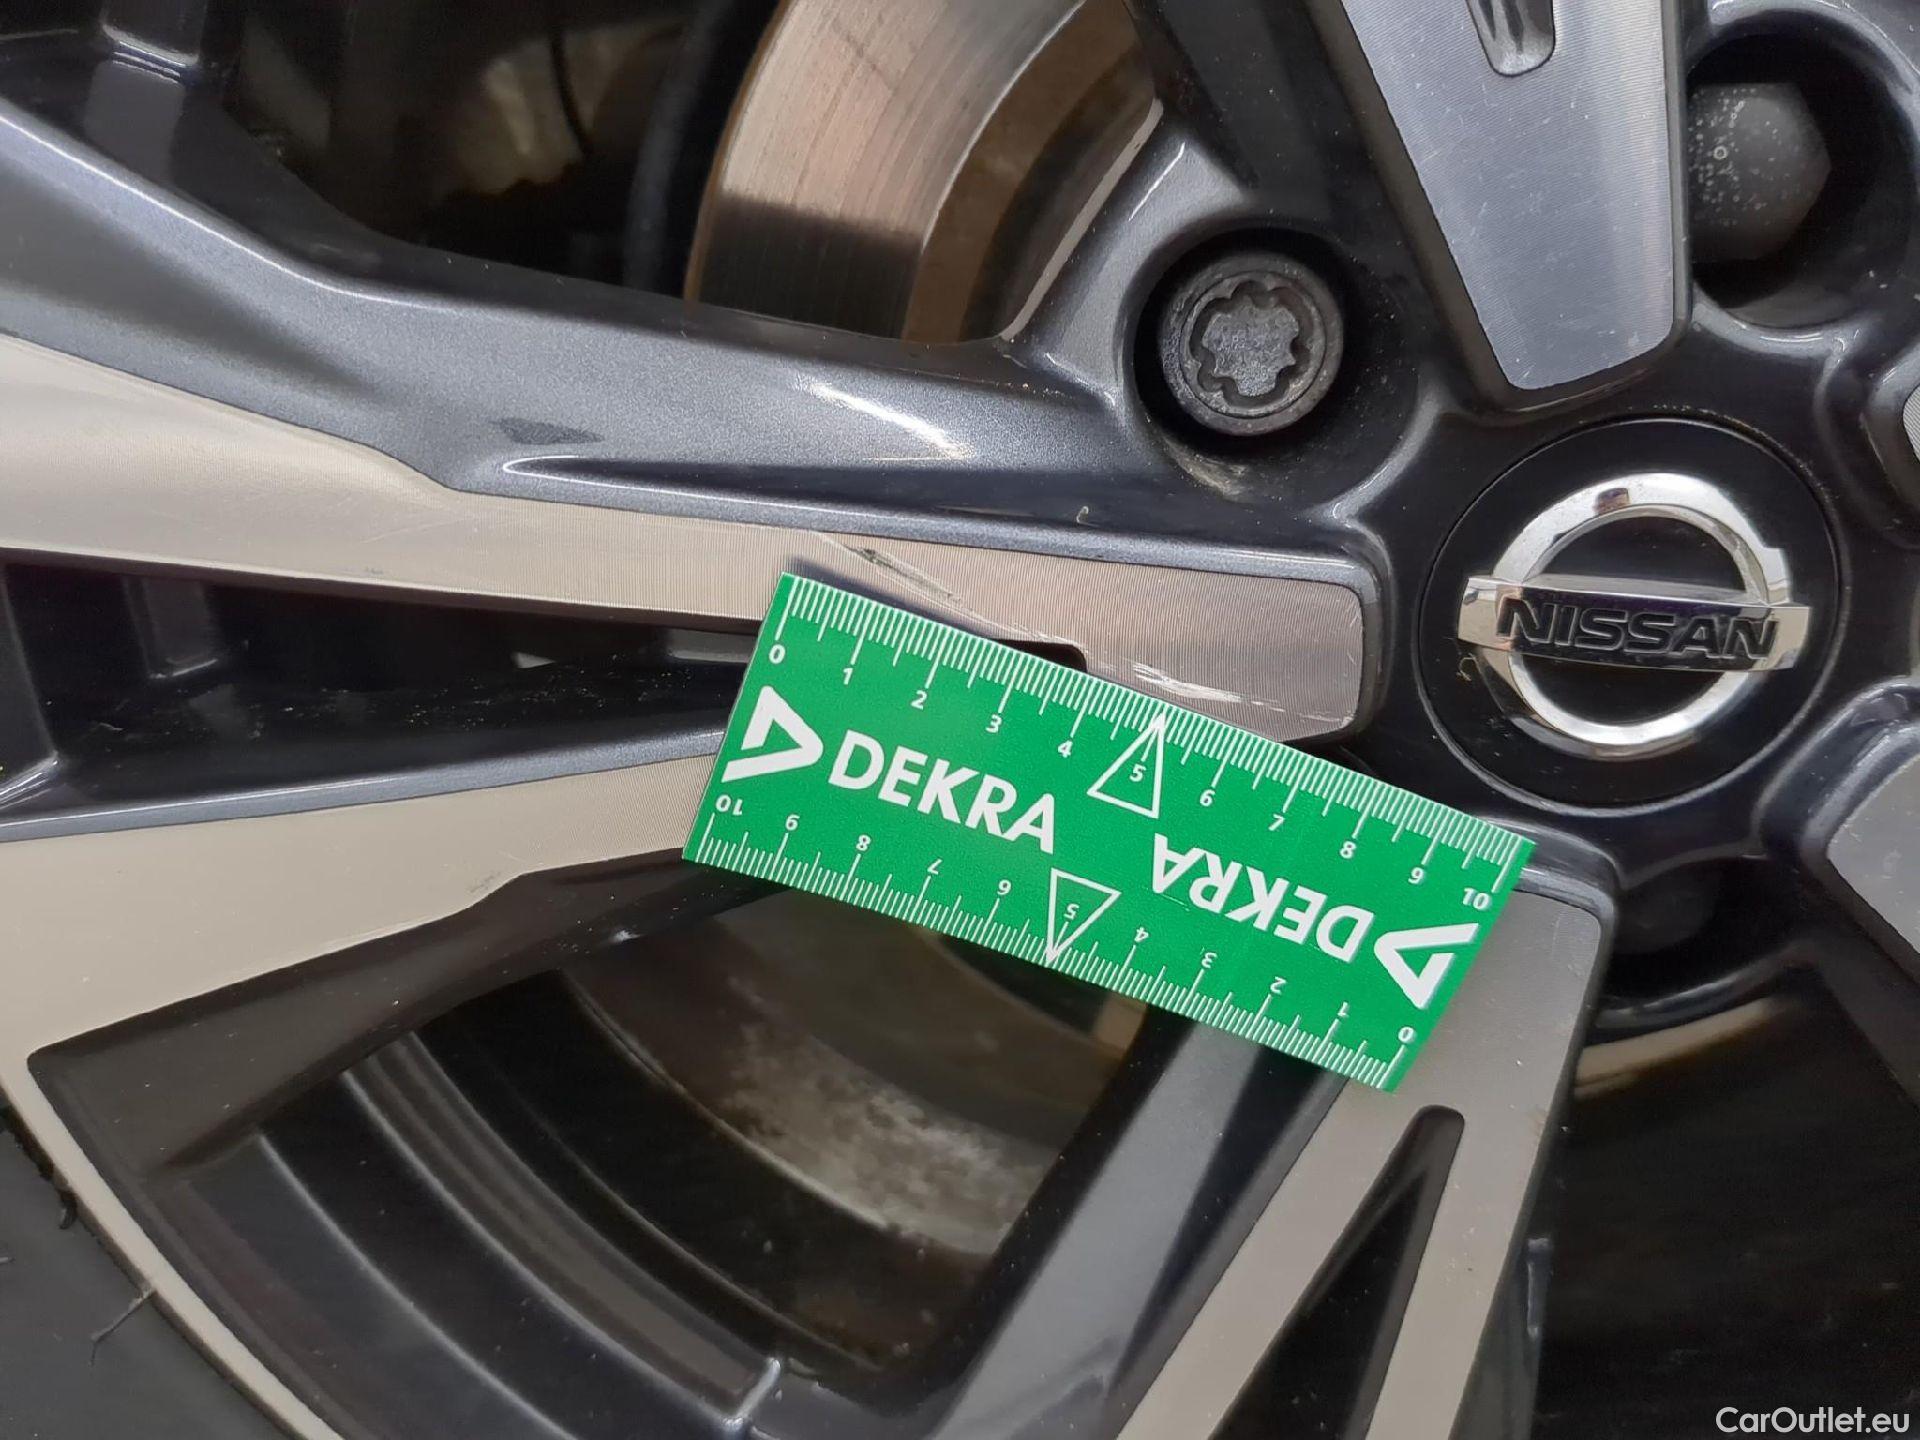 NISSAN
0 1 2 3 4 5 6 7 8 9 10
DEKRA
DEKRA
10 9 8 7 6 5 4 3 2 1 0
CarOutlet.eu